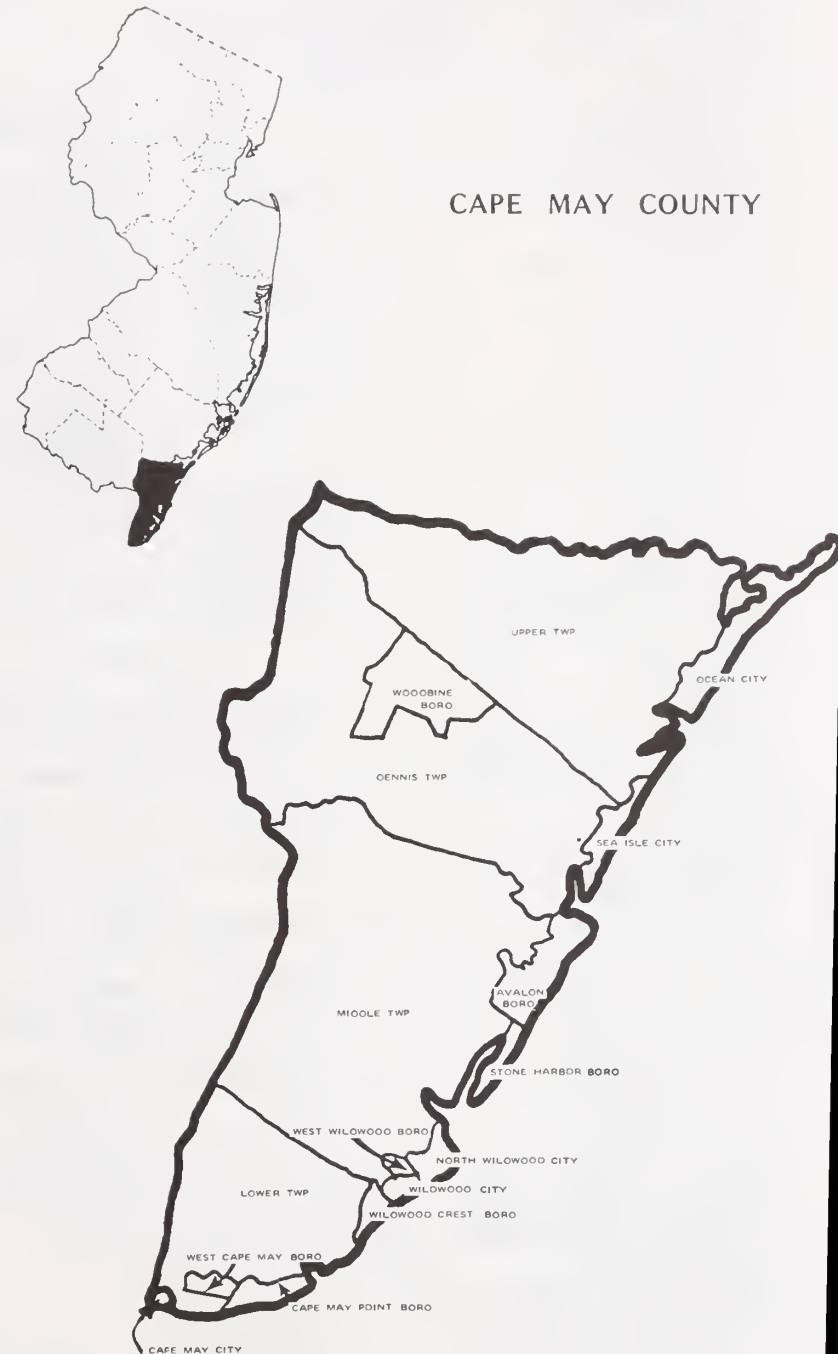 CAPE MAY COUNTY
UPPER TWP
OCEAN CITY
WOOOBINE
BORO
OENNIS TWP
SEA ISLE CITY
AVALON
BORO
MIOOLE TWP
STONE HARBOR BORO
WEST WILOWOOO BORO
NORTH WILOWOOO CITY
LOWER TWP
WILOWOOO CITY
WILOWOOO CREST BORO
WEST CAPE MAY BORO
CAPE MAY POINT BORO
CAPE MAY CITY